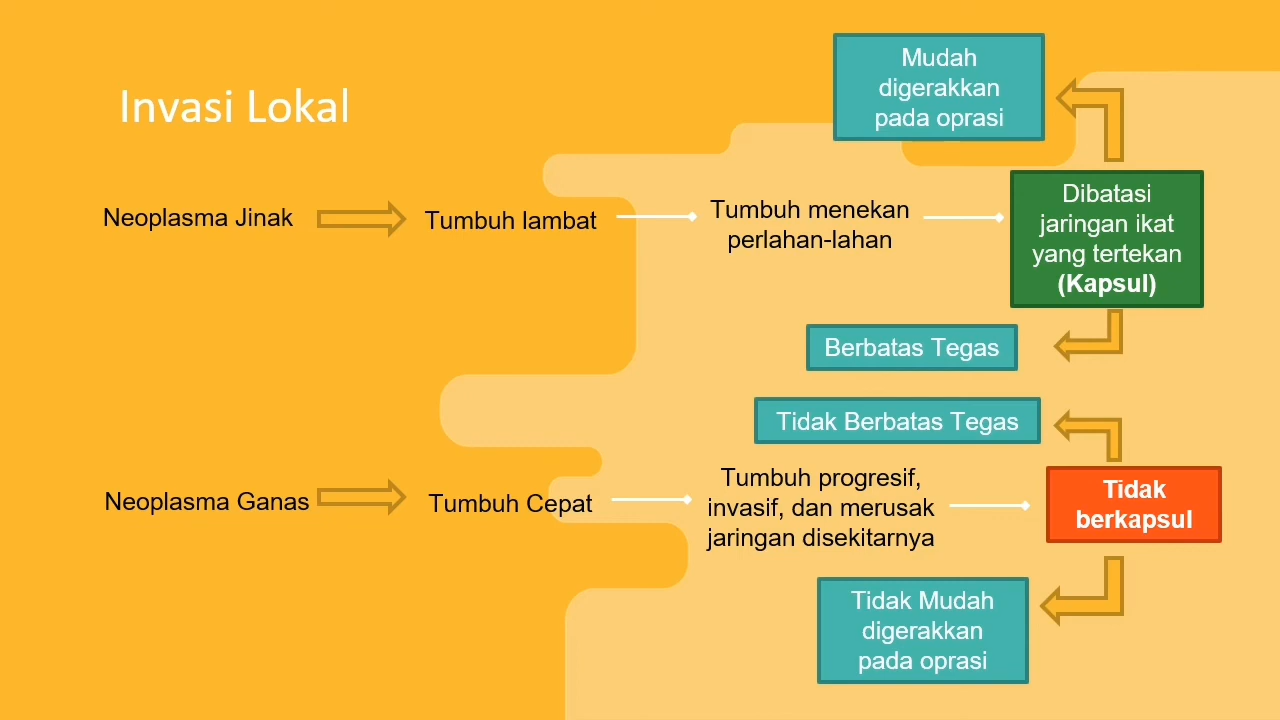 Invasi Lokal
Mudah
digerakkan
pada oprasi
Neoplasma Jinak
Tumbuh lambat
Tumbuh menekan
perlahan-lahan
Dibatasi
jaringan ikat
yang tertekan
(Kapsul)
Berbatas Tegas
Tidak Berbatas Tegas
Neoplasma Ganas
Tumbuh Cepat
Tumbuh progresif,
invasif, dan merusak
jaringan disekitarnya
Tidak
berkapsul
Tidak Mudah
digerakkan
pada oprasi